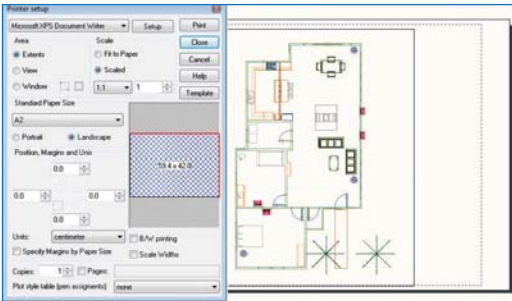 Printer setup
Microsoft XPS Document Writer Setup Print
Area Scale Close
Extents Fit to Paper Cancel
View Scaled Help
Window 1:1 1 Template
Standard Paper Size
A2
Portrait Landscape
Position, Margins and Units
0.0
59.4 x 42.0
0.0 0.0
0.0
Units: centimeter B/W printing
Specify Margins by Paper Size Scale Widths
Copies: 1 Pages:
Plot style table (pen assigments) none